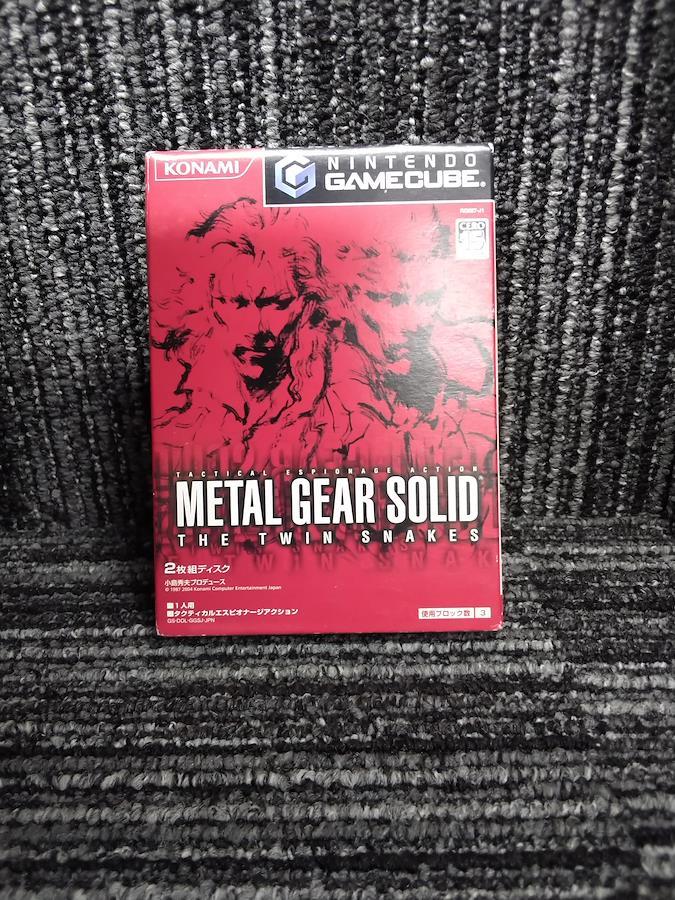 KONAMI
NINTENDO
GAMECUBE®
TACTICAL ESPIONAGE ACTION
METAL GEAR SOLID
THE TWIN SNAKES
2枚組ディスク
小島秀夫プロデュース
© 1987 2004 Konami Computer Entertainment Japan
■1人用
■タクティカルエスピオナージアクション
GS-DOL-GGSJ-JPN
使用ブロック数 3